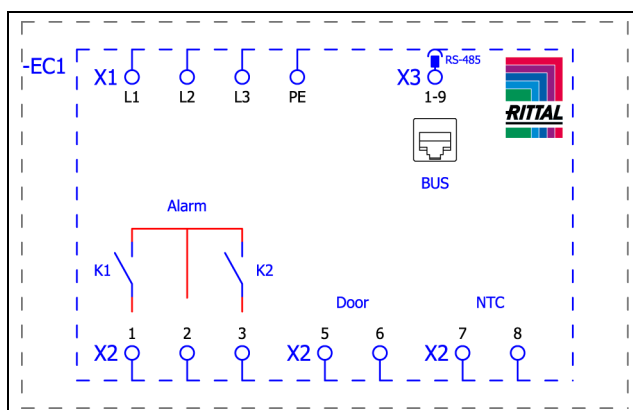 -EC1
X1
L1
L2
L3
PE
X3
RS-485
1-9
RITTAL
BUS
Alarm
K1
K2
Door
NTC
X2
1
2
3
X2
5
6
X2
7
8